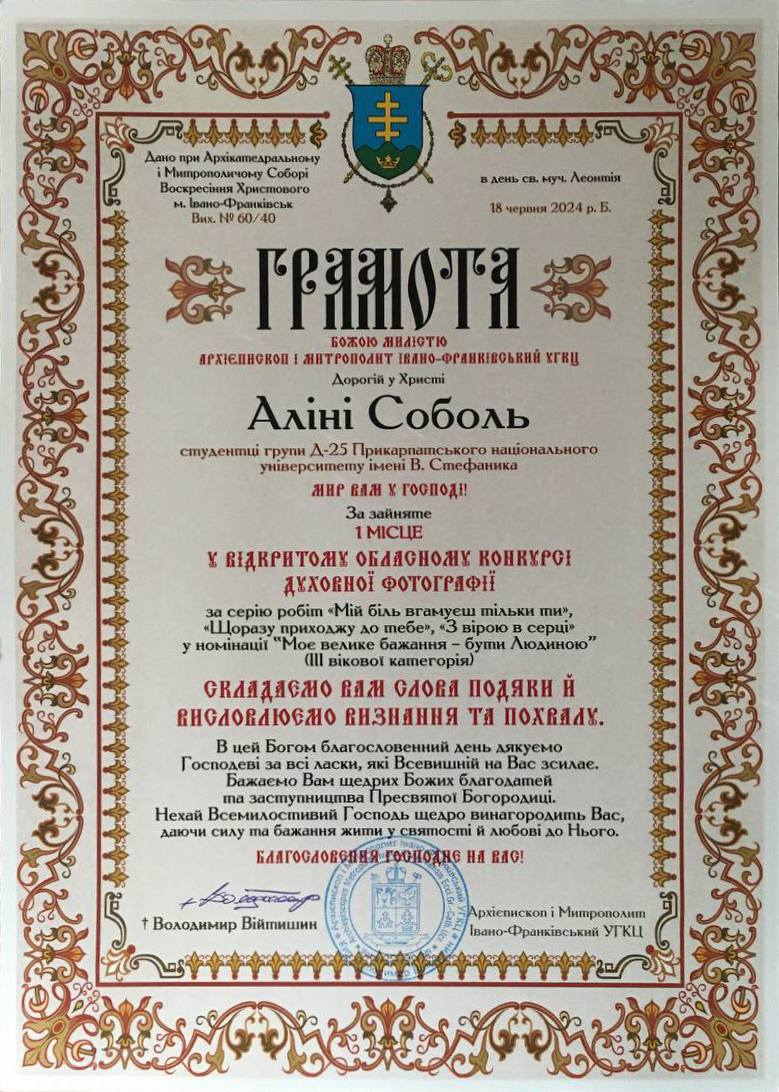 Дано при Архікатедральному
і Митрополичому Соборі
Воскресіння Христового
м. Івано-Франківськ
Вих. № 60/40
в день св. муч. Леонтія
18 червня 2024 р. Б.
ГРАМОТА
БОЖОЮ МИЛІСТЮ
АРХІЄПИСКОП І МИТРОПОЛИТ ІВАНО-ФРАНКІВСЬКИЙ УГКЦ
Дорогій у Христі
Аліні Соболь
студентці групи Д-25 Прикарпатського національного
університету імені В. Стефаника
МИР ВАМ У ГОСПОДІ!
За зайняте
1 МІСЦЕ
У ВІДКРИТОМУ ОБЛАСНОМУ КОНКУРСІ
ДУХОВНОЇ ФОТОГРАФІЇ
за серію робіт «Мій біль вгамуєш тільки ти»,
«Щоразу приходжу до тебе», «З вірою в серці»
у номінації "Моє велике бажання – бути Людиною"
(ІІІ вікової категорія)
СКЛАДАЄМО ВАМ СЛОВА ПОДЯКИ Й
ВИСЛОВЛЮЄМО ВИЗНАННЯ ТА ПОХВАЛУ.
В цей Богом благословенний день дякуємо
Господеві за всі ласки, які Всевишній на Вас зсилає.
Бажаємо Вам щедрих Божих благодатей
та заступництва Пресвятої Богородиці.
Нехай Всемилостивий Господь щедро винагородить Вас,
даючи силу та бажання жити у святості й любові до Нього.
БЛАГОСЛОВЕННЯ ГОСПОДНЄ НА ВАС!
† Володимир Війтишин
Архієпископ і Митрополит
Івано-Франківський УГКЦ